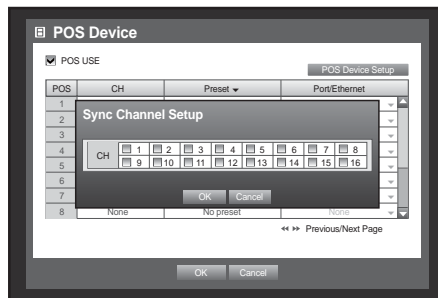 POS Device
POS USE
POS Device Setup
POS CH Preset Port/Ethernet
1
Sync Channel Setup
2
3
4
CH 1 2 3 4 5 6 7 8
9 10 11 12 13 14 15 16
5
6
7
OK Cancel
8 None No preset None
Previous/Next Page
OK Cancel